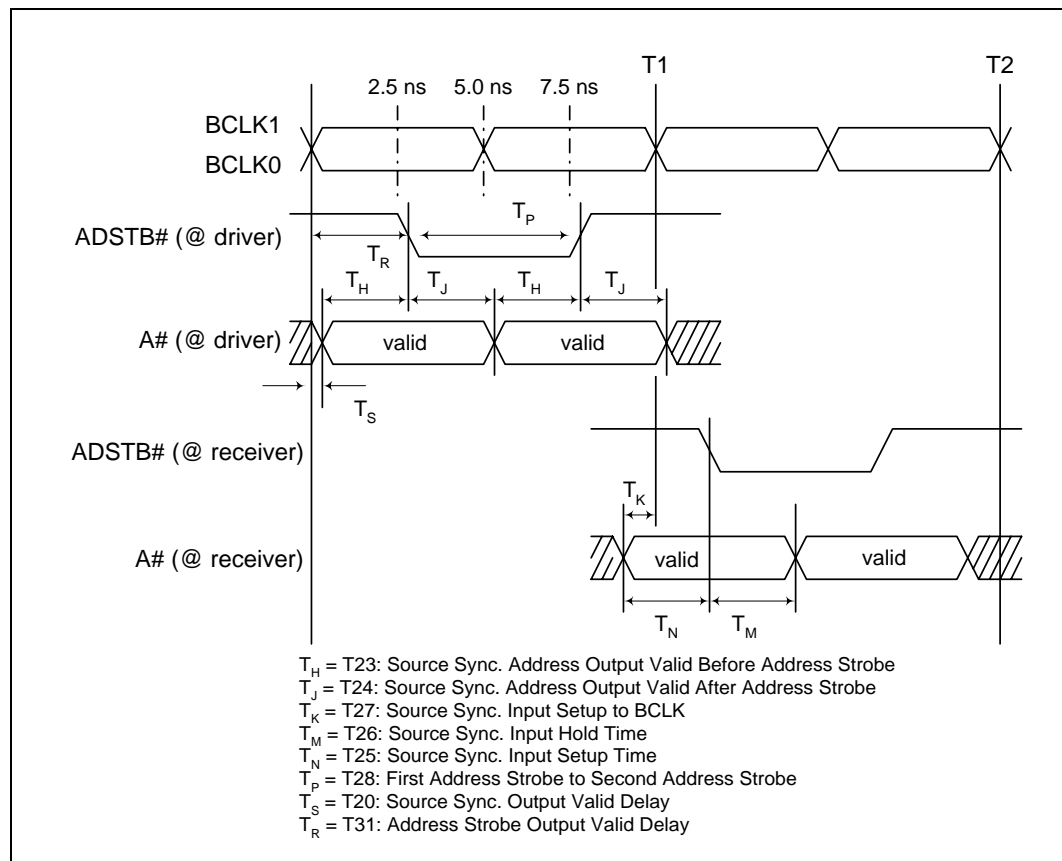 T1 T2
2.5 ns 5.0 ns 7.5 ns
BCLK1
BCLK0
T_P
ADSTB# (@ driver)
T_R
T_H T_J T_H T_J
A# (@ driver) valid valid
T_S
ADSTB# (@ receiver)
T_K
A# (@ receiver) valid valid
T_N T_M
T_H = T23: Source Sync. Address Output Valid Before Address Strobe
T_J = T24: Source Sync. Address Output Valid After Address Strobe
T_K = T27: Source Sync. Input Setup to BCLK
T_M = T26: Source Sync. Input Hold Time
T_N = T25: Source Sync. Input Setup Time
T_P = T28: First Address Strobe to Second Address Strobe
T_S = T20: Source Sync. Output Valid Delay
T_R = T31: Address Strobe Output Valid Delay